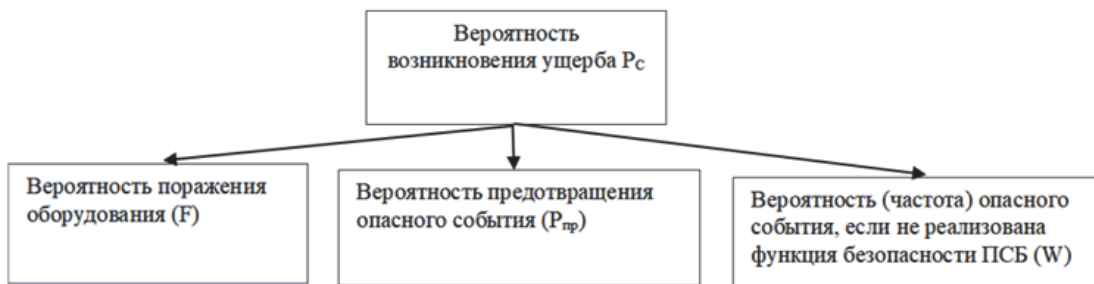 Вероятность
возникновения ущерба PC
Вероятность поражения
оборудования (F)
Вероятность предотвращения
опасного события (Pпр)
Вероятность (частота) опасного
события, если не реализована
функция безопасности ПСБ (W)